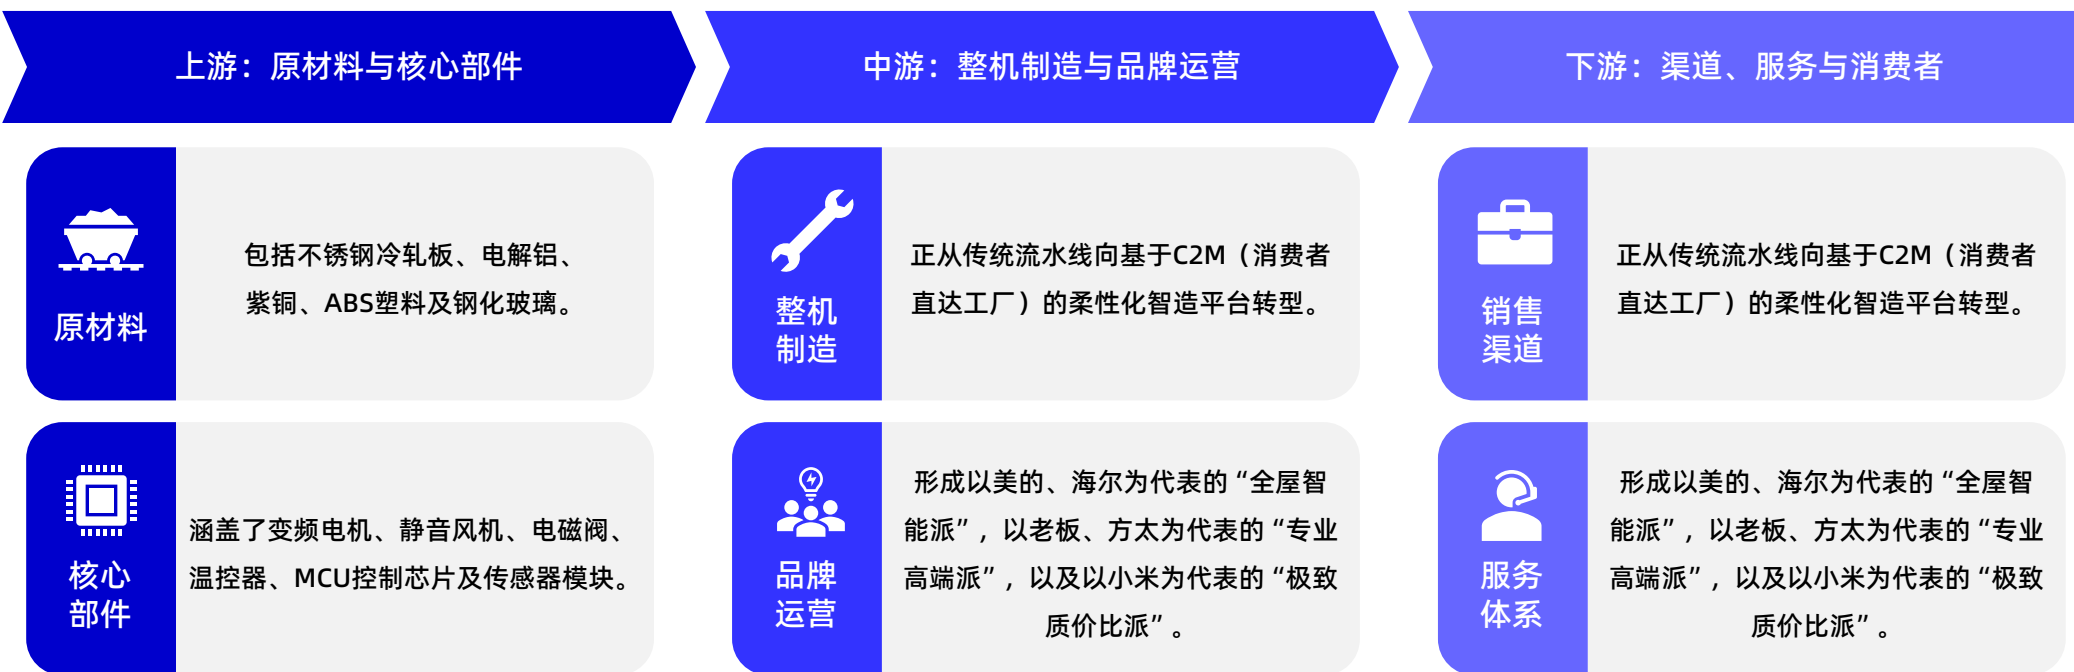 上游：原材料与核心部件
中游：整机制造与品牌运营
下游：渠道、服务与消费者
原材料
包括不锈钢冷轧板、电解铝、
紫铜、ABS塑料及钢化玻璃。
整机
制造
正从传统流水线向基于C2M（消费者
直达工厂）的柔性化智造平台转型。
销售
渠道
正从传统流水线向基于C2M（消费者
直达工厂）的柔性化智造平台转型。
核心
部件
涵盖了变频电机、静音风机、电磁阀、
温控器、MCU控制芯片及传感器模块。
品牌
运营
形成以美的、海尔为代表的“全屋智
能派”，以老板、方太为代表的“专业
高端派”，以及以小米为代表的“极致
质价比派”。
服务
体系
形成以美的、海尔为代表的“全屋智
能派”，以老板、方太为代表的“专业
高端派”，以及以小米为代表的“极致
质价比派”。